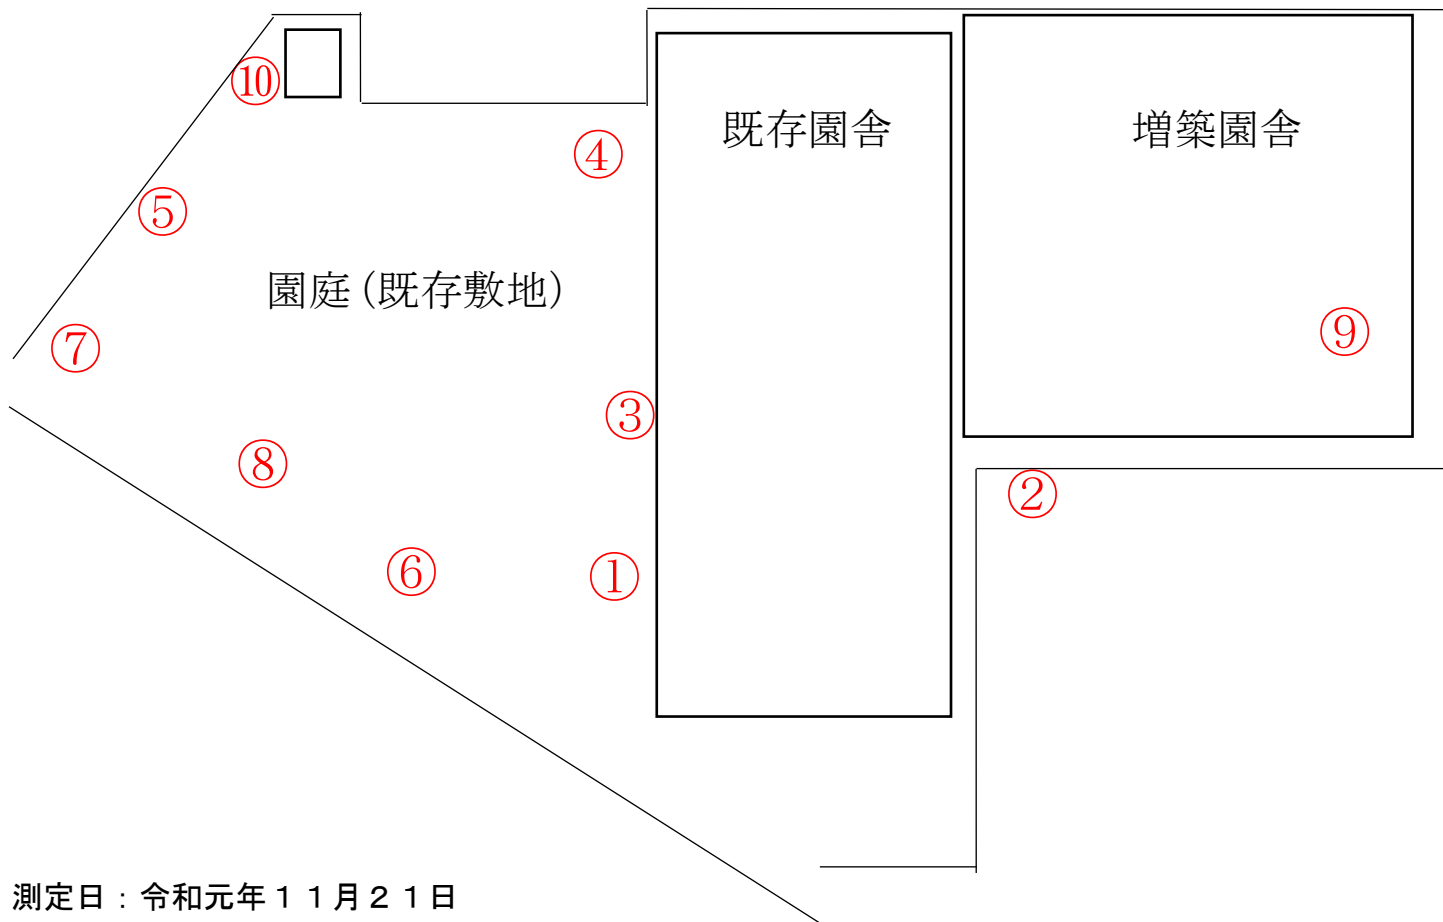 ⑩
既存園舎
増築園舎
④
⑤
園庭(既存敷地)
⑦
⑨
③
⑧
②
⑥
①
測定日：令和元年１１月２１日